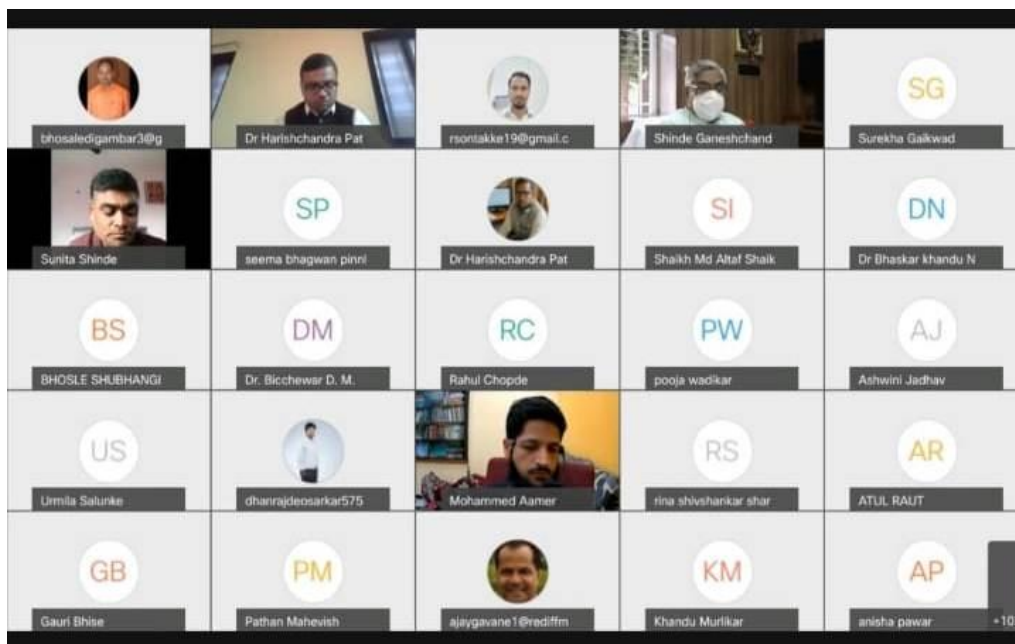 bhosaledigambar3@g
Dr Harishchandra Pat
rsontakke19@gmail.c
Shinde Ganeshchand
SG
Surekha Gaikwad
Sunita Shinde
SP
seema bhagwan pinni
Dr Harishchandra Pat
SI
Shaikh Md Altaf Shaik
DN
Dr Bhaskar khandu N
BS
BHOSLE SHUBHANGI
DM
Dr. Bicchewar D. M.
RC
Rahul Chopde
PW
pooja wadikar
AJ
Ashwini Jadhav
US
Urmila Salunke
dhanrajdeosarkar575
Mohammed Aamer
RS
rina shivshankar shar
AR
ATUL RAUT
GB
Gauri Bhise
PM
Pathan Mahevish
ajaygavane1@rediffm
KM
Khandu Murlikar
AP
anisha pawar
+10